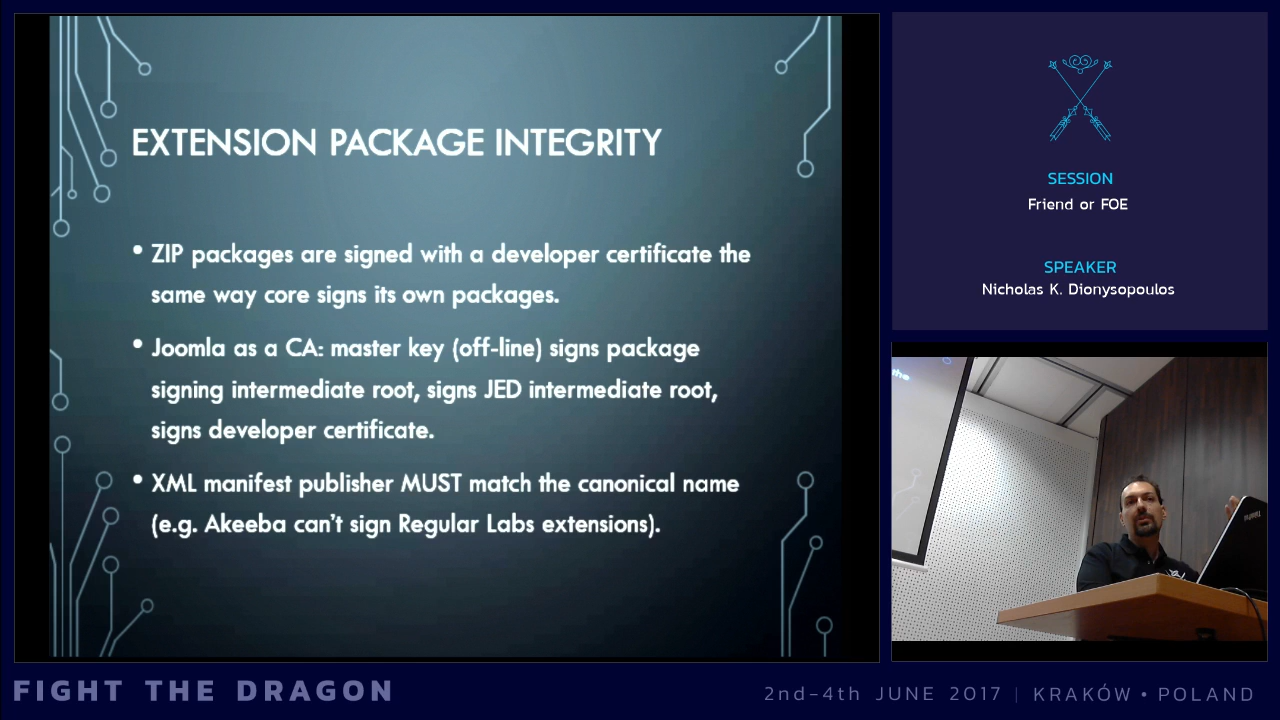 EXTENSION PACKAGE INTEGRITY
• ZIP packages are signed with a developer certificate the
same way core signs its own packages.
• Joomla as a CA: master key (off-line) signs package
signing intermediate root, signs JED intermediate root,
signs developer certificate.
• XML manifest publisher MUST match the canonical name
(e.g. Akeeba can't sign Regular Labs extensions).
SESSION
Friend or FOE
SPEAKER
Nicholas K. Dionysopoulos
the
ThinkPad
FIGHT THE DRAGON
2nd-4th JUNE 2017 | KRAKÓW • POLAND